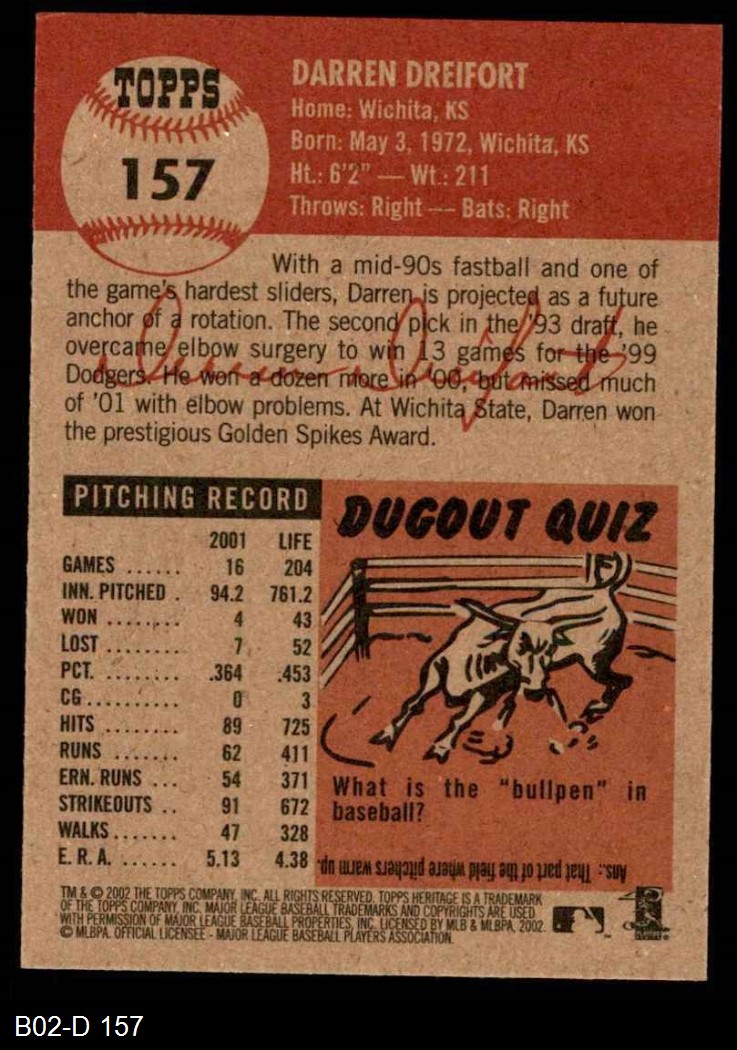 TOPPS
157
DARREN DREIFORT
Home: Wichita, KS
Born: May 3, 1972, Wichita, KS
Ht.: 6'2" — Wt.: 211
Throws: Right — Bats: Right
With a mid-90s fastball and one of
the game's hardest sliders, Darren is projected as a future
anchor of a rotation. The second pick in the '93 draft, he
overcame elbow surgery to win 13 games for the '99
Dodgers. He won a dozen more in '00, but missed much
of '01 with elbow problems. At Wichita State, Darren won
the prestigious Golden Spikes Award.
Darren Dreifort
PITCHING RECORD
2001 LIFE
GAMES ...... 16 204
INN. PITCHED . 94.2 761.2
WON ........ 4 43
LOST ........ 7 52
PCT. ........ .364 .453
CG .......... 0 3
HITS ........ 89 725
RUNS ....... 62 411
ERN. RUNS ... 54 371
STRIKEOUTS .. 91 672
WALKS ....... 47 328
E. R. A. ...... 5.13 4.38
DUGOUT QUIZ
What is the "bullpen" in
baseball?
Ans.: That part of the field where pitchers warm up.
TM & © 2002 THE TOPPS COMPANY, INC. ALL RIGHTS RESERVED. TOPPS HERITAGE IS A TRADEMARK
OF THE TOPPS COMPANY, INC. MAJOR LEAGUE BASEBALL TRADEMARKS AND COPYRIGHTS ARE USED
WITH PERMISSION OF MAJOR LEAGUE BASEBALL PROPERTIES, INC. LICENSED BY MLB & MLBPA, 2002.
© MLBPA. OFFICIAL LICENSEE - MAJOR LEAGUE BASEBALL PLAYERS ASSOCIATION.
B02-D 157